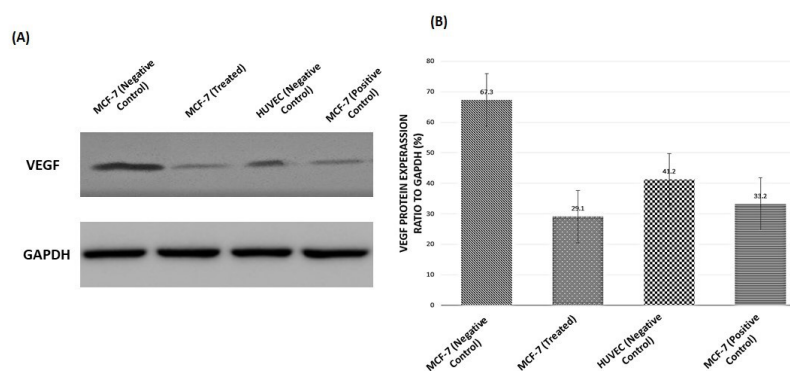 (A)
MCF-7 (Negative
Control)
MCF-7 (Treated)
HUVEC (Negative
Control)
MCF-7 (Positive
Control)
VEGF
GAPDH
(B)
VEGF PROTEIN EXPERASSION
RATIO TO GAPDH (%)
80
70
60
50
40
30
20
10
0
67.3
29.1
41.2
33.2
MCF-7 (Negative
Control)
MCF-7 (Treated)
HUVEC (Negative
Control)
MCF-7 (Positive
Control)